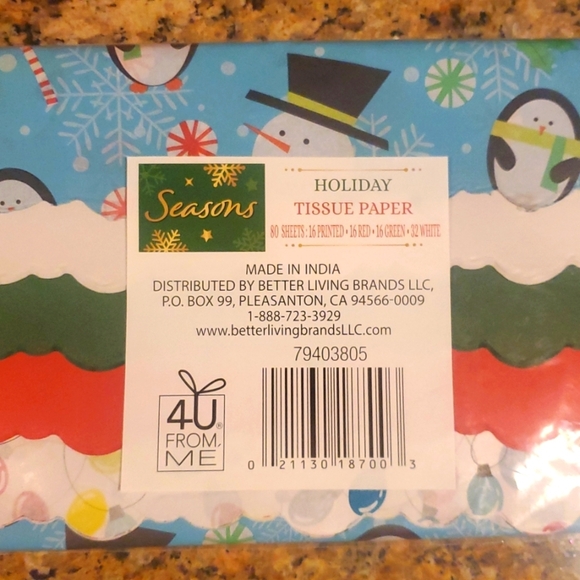 Seasons
HOLIDAY
TISSUE PAPER
80 SHEETS: 16 PRINTED • 16 RED • 16 GREEN • 32 WHITE
MADE IN INDIA
DISTRIBUTED BY BETTER LIVING BRANDS LLC,
P.O. BOX 99, PLEASANTON, CA 94566-0009
1-888-723-3929
www.betterlivingbrandsLLC.com
79403805
4U®
FROM
ME
0 21130 18700 3